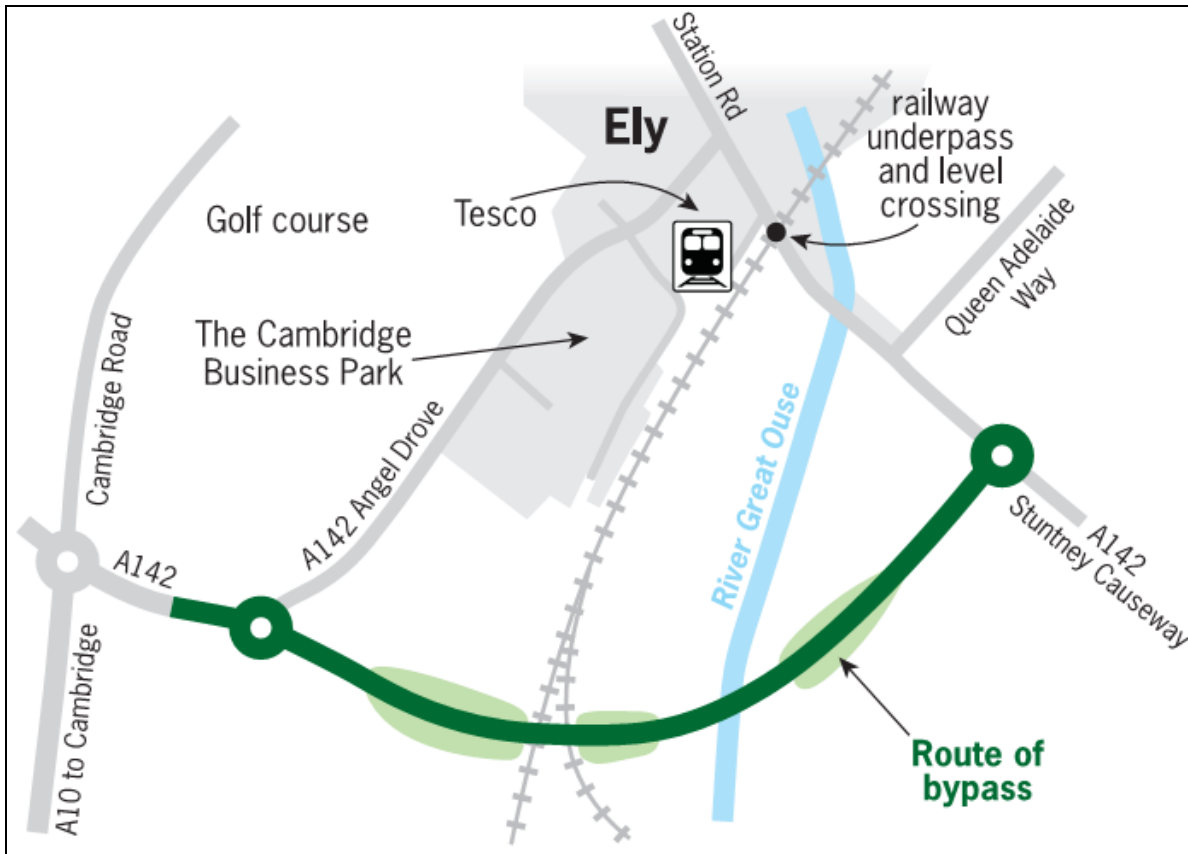 Station Rd
Ely
railway
underpass
and level
crossing
Golf course
Tesco
Queen Adelaide
Way
The Cambridge
Business Park
Cambridge Road
A142 Angel Drove
River Great Ouse
A142
A142
Stuntney Causeway
A10 to Cambridge
Route of
bypass